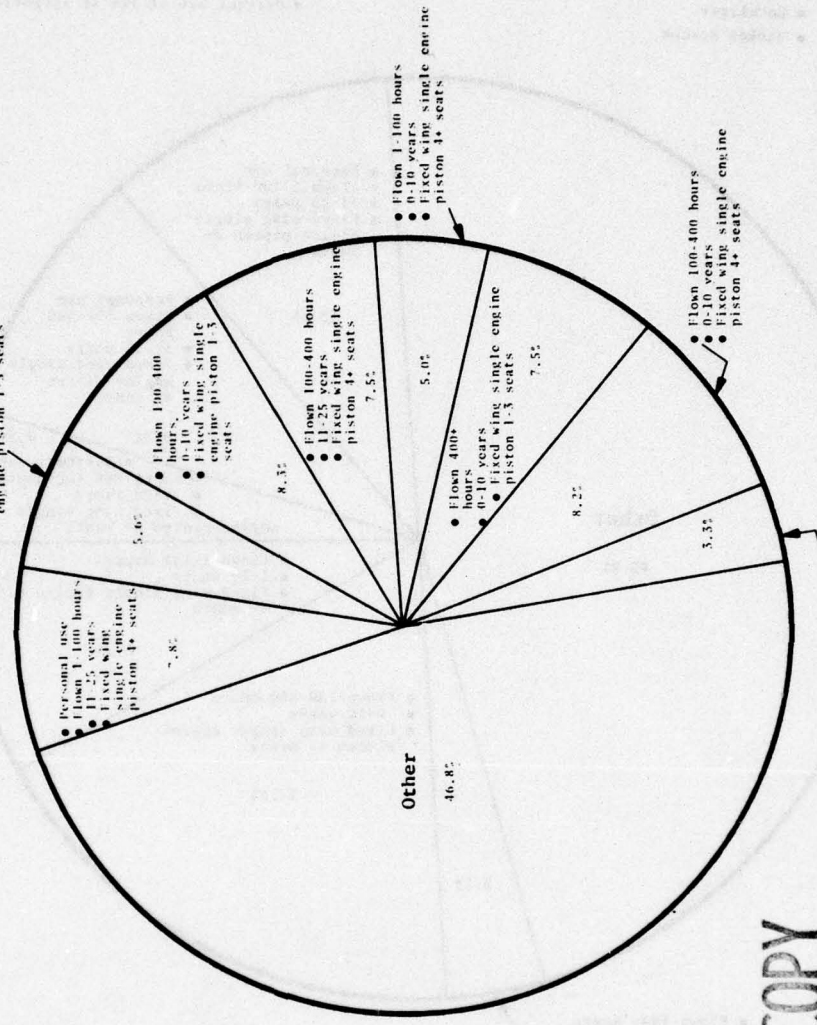 engine piston 1-3 seats
• Personal use
• Flown 1-100 hours
• 11-25 years
• Fixed wing
single engine
piston 4+ seats
7.8%
5.6%
• Flown 100-400
hours,
• 0-10 years
• Fixed wing single
engine piston 1-3
seats
8.3%
• Flown 100-400 hours
• 11-25 years
• Fixed wing single engine
piston 4+ seats
7.5%
• Flown 1-100 hours
• 0-10 years
• Fixed wing single engine
piston 4+ seats
5.0%
• Flown 400+
hours
• 0-10 years
• Fixed wing single engine
piston 1-3 seats
7.5%
• Flown 100-400 hours
• 0-10 years
• Fixed wing single engine
piston 4+ seats
8.2%
3.3%
Other
46.8%
COPY